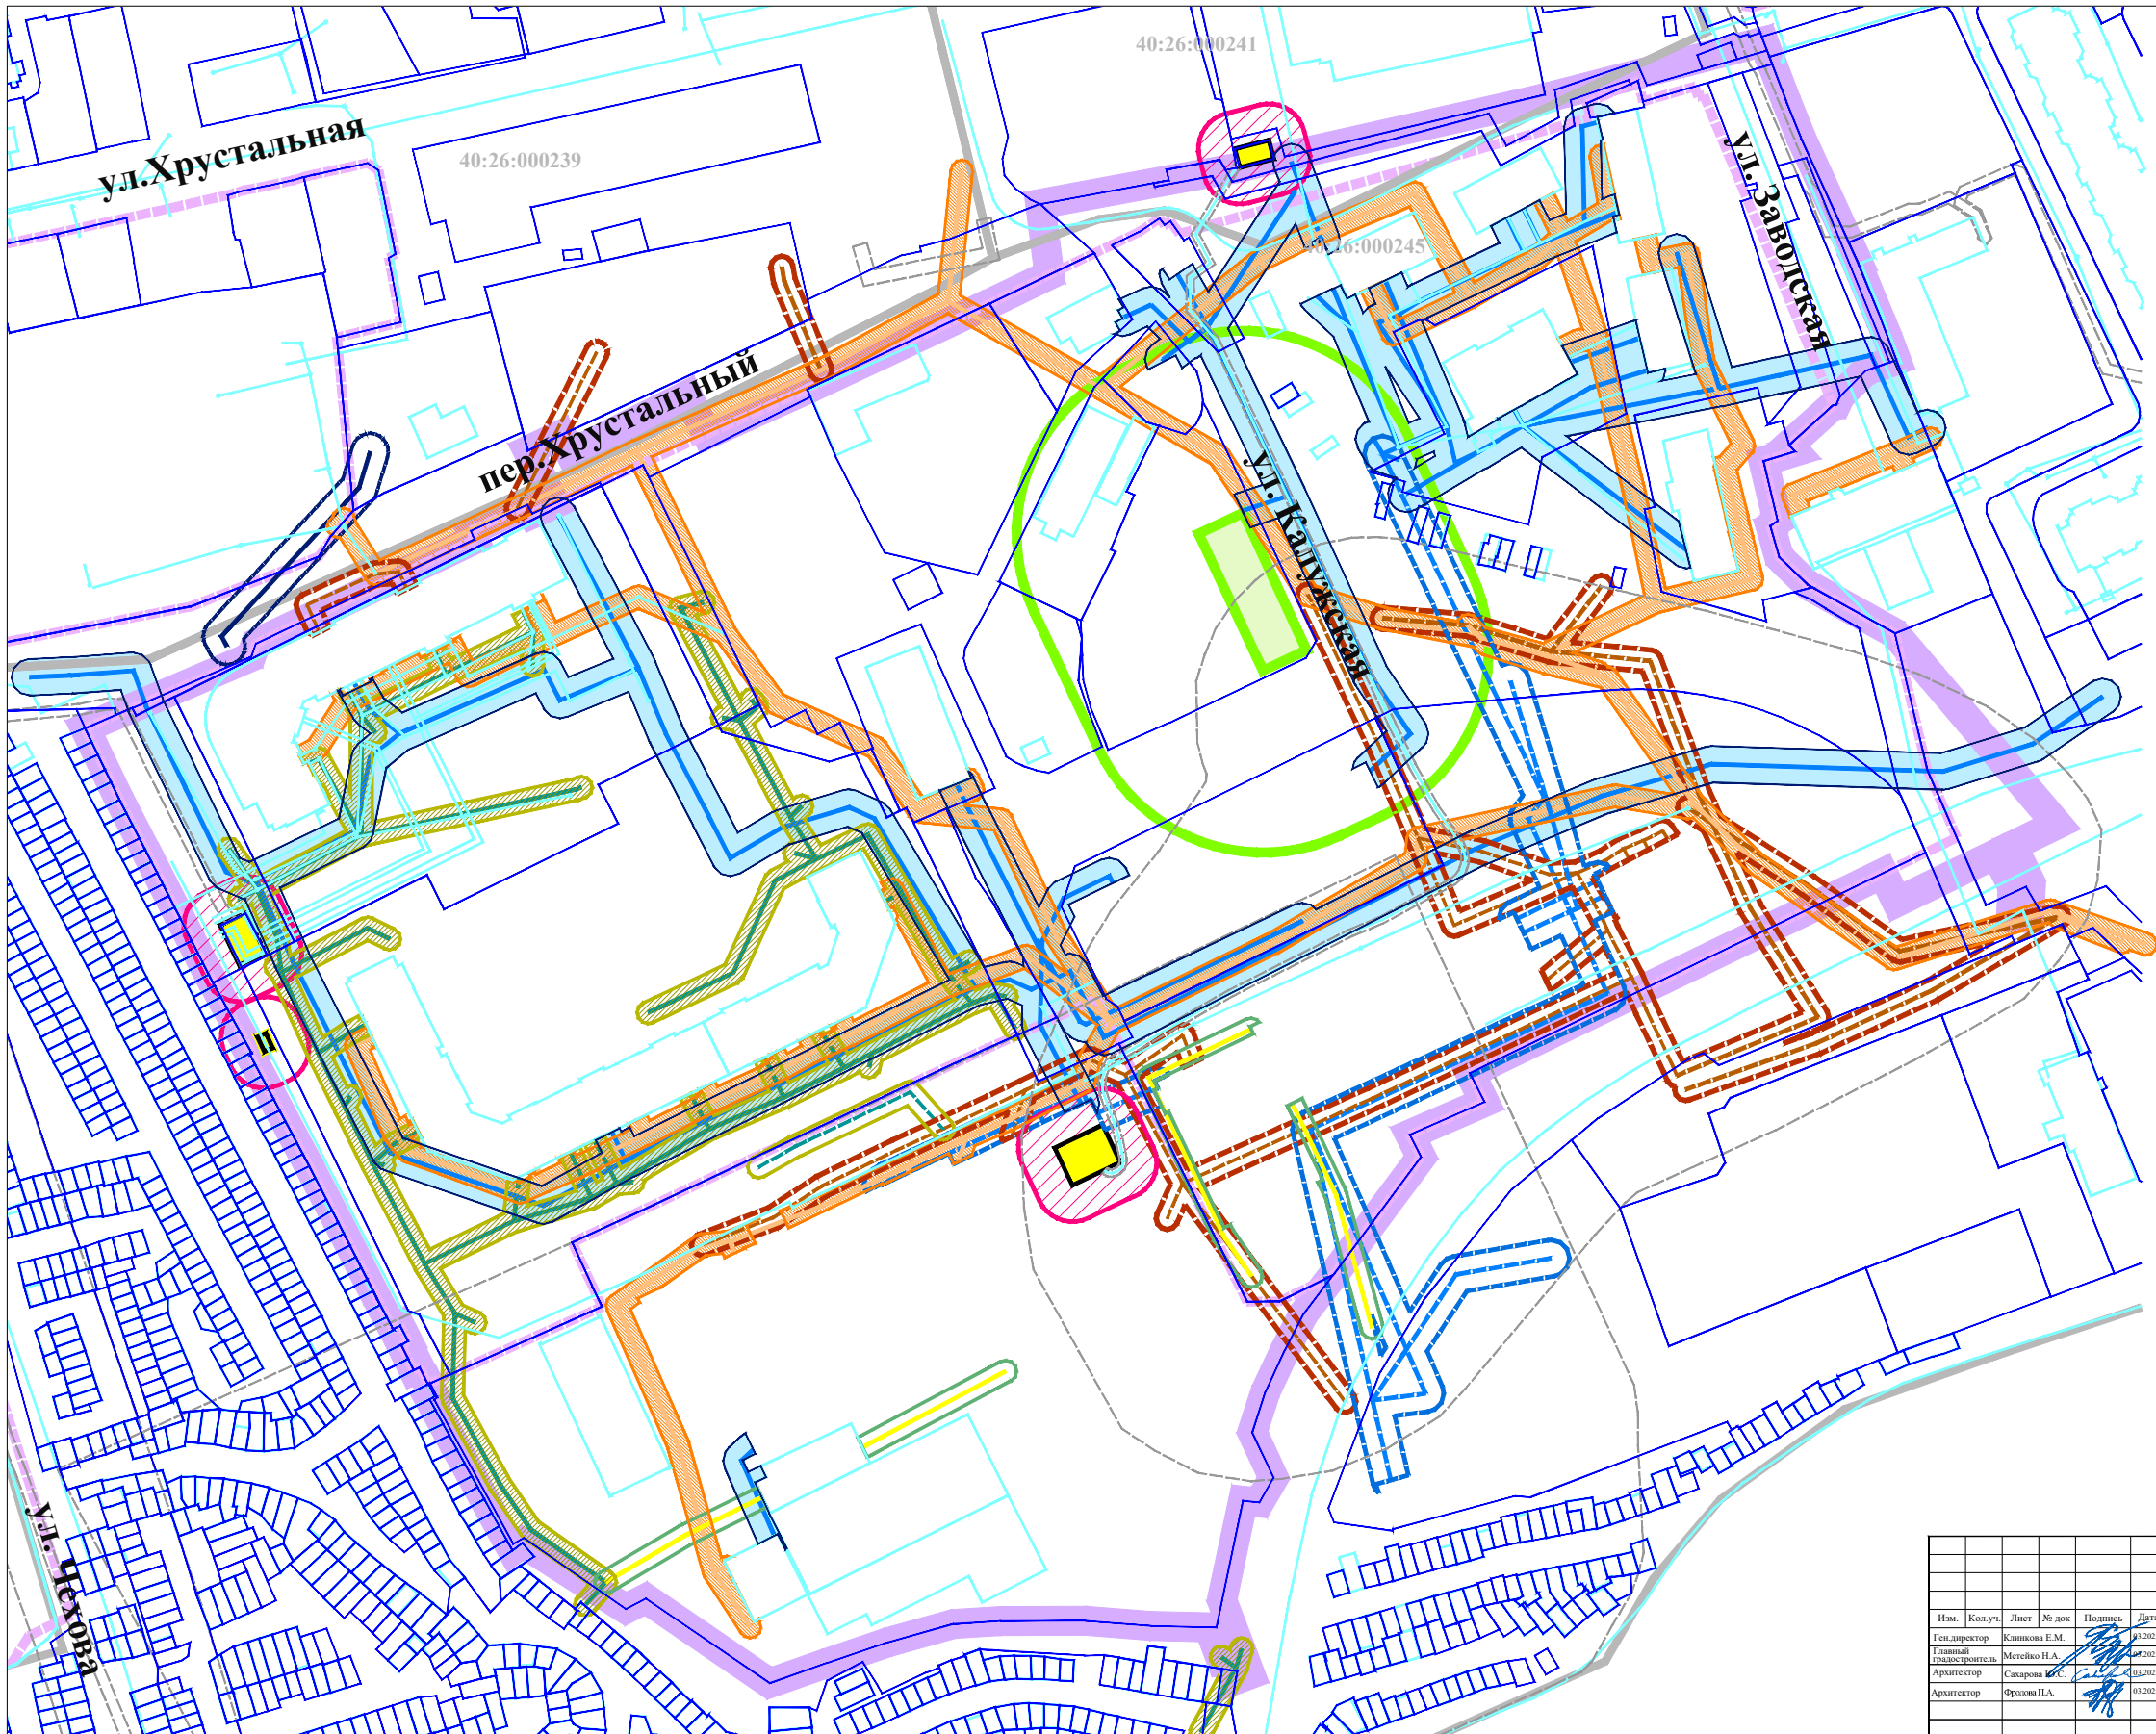 40:26:000241
ул.Хрустальная
40:26:000239
ул. Заводская
40:26:000245
пер.Хрустальный
ул. Калужская
ул. Чехова
Изм. Кол.уч. Лист № док Подпись Дата
Ген.директор Клинкова Е.М.
Главный градостроитель Метейко Н.А.
Архитектор Сахарова Ю.С.
Архитектор Фролова П.А.